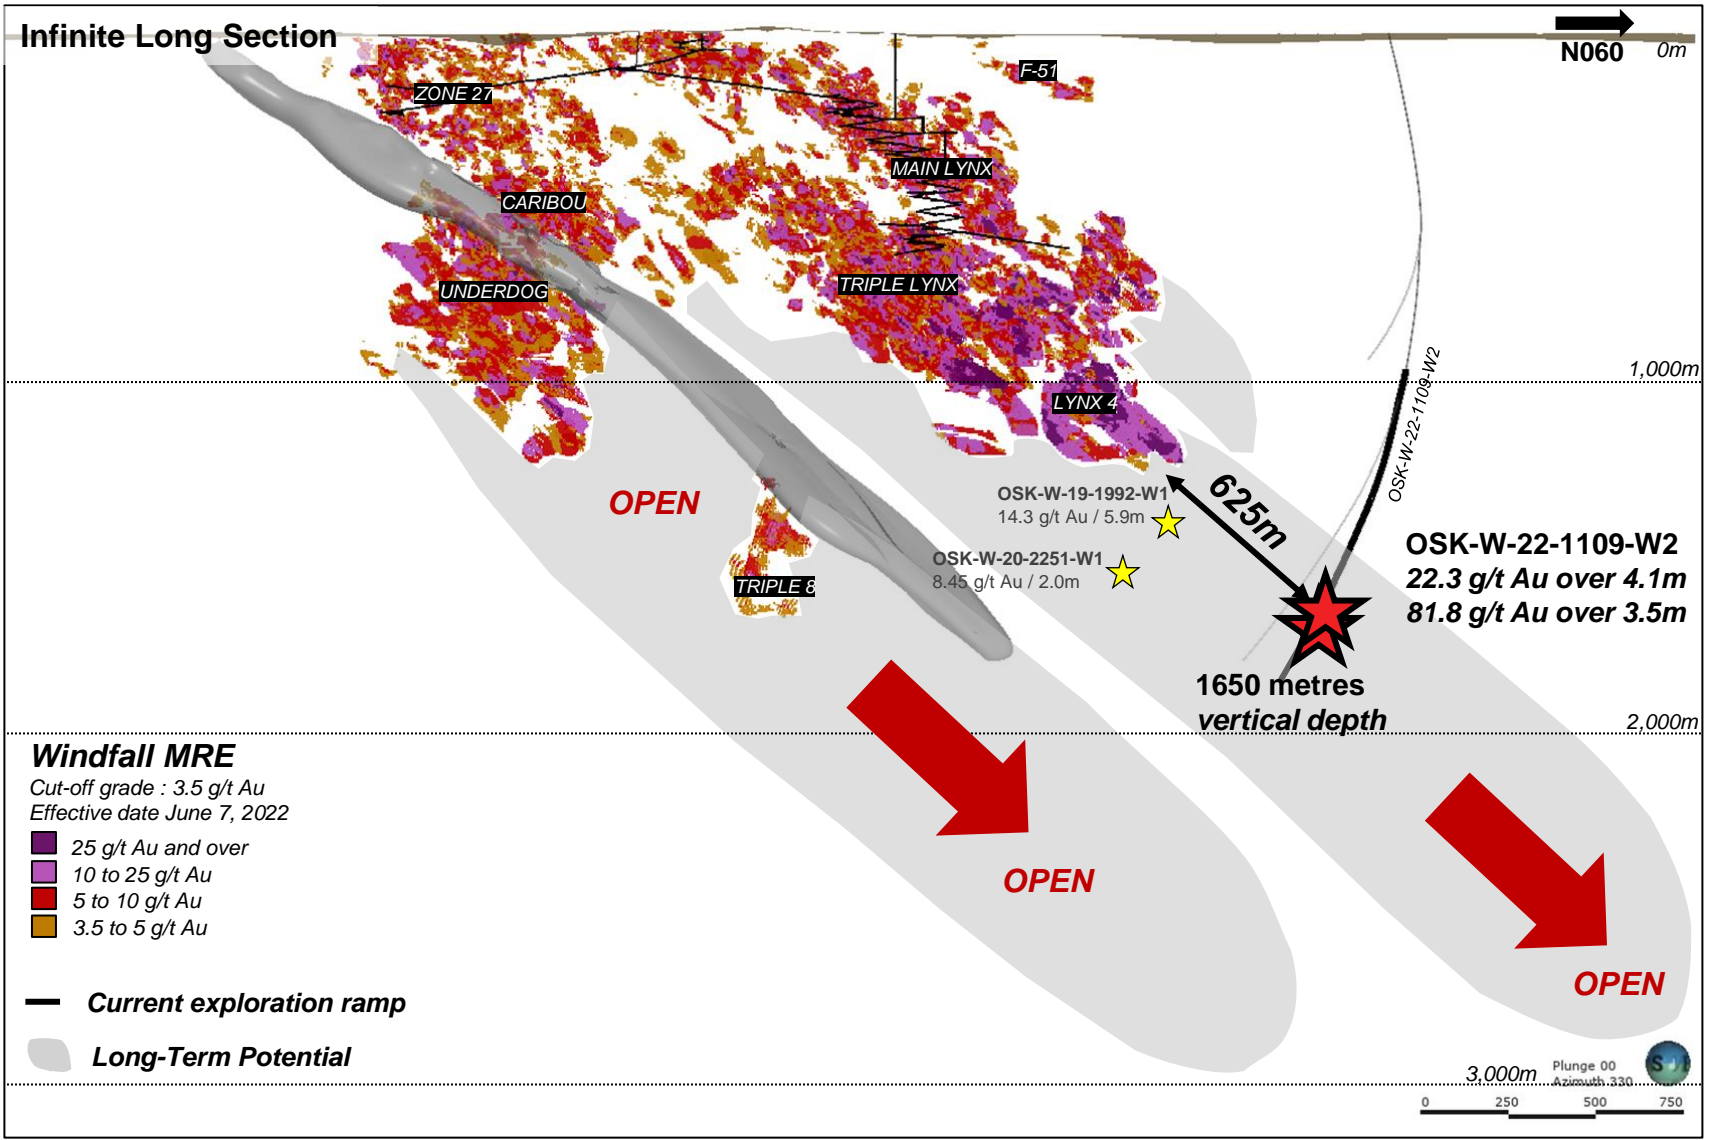 Infinite Long Section
N060
0m
F-51
ZONE 27
MAIN LYNX
CARIBOU
TRIPLE LYNX
UNDERDOG
1,000m
LYNX 4
OSK-W-22-1109-W2
OPEN
OSK-W-19-1992-W1
14.3 g/t Au / 5.9m
625m
OSK-W-20-2251-W1
8.45 g/t Au / 2.0m
OSK-W-22-1109-W2
22.3 g/t Au over 4.1m
81.8 g/t Au over 3.5m
TRIPLE 8
1650 metres
vertical depth
2,000m
Windfall MRE
Cut-off grade : 3.5 g/t Au
Effective date June 7, 2022
25 g/t Au and over
10 to 25 g/t Au
5 to 10 g/t Au
3.5 to 5 g/t Au
OPEN
OPEN
Current exploration ramp
Long-Term Potential
3,000m
Plunge 00
Azimuth 330
0 250 500 750